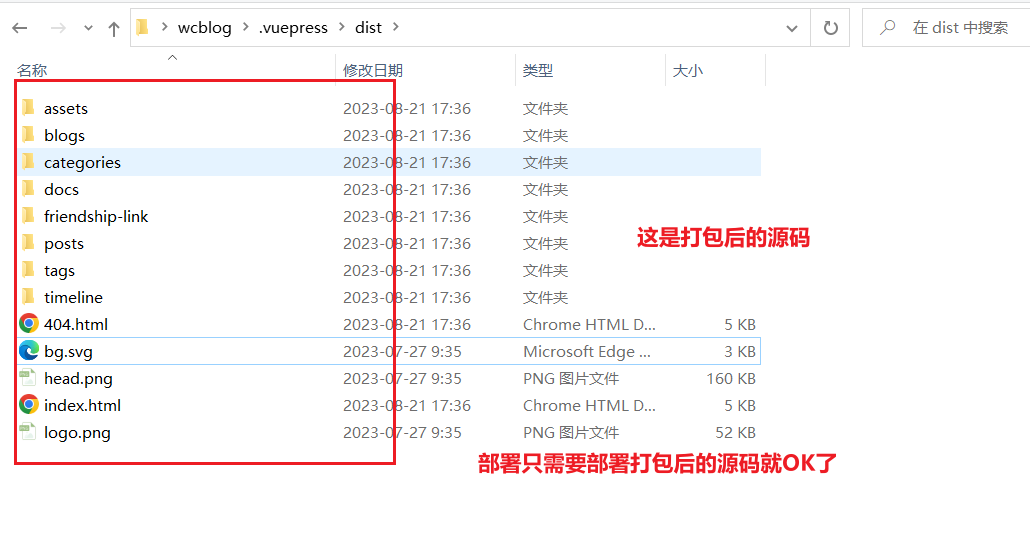 wcblog > .vuepress > dist >
在 dist 中搜索
名称 修改日期 类型 大小
assets 2023-08-21 17:36 文件夹
blogs 2023-08-21 17:36 文件夹
categories 2023-08-21 17:36 文件夹
docs 2023-08-21 17:36 文件夹
friendship-link 2023-08-21 17:36 文件夹
posts 2023-08-21 17:36 文件夹
这是打包后的源码
tags 2023-08-21 17:36 文件夹
timeline 2023-08-21 17:36 文件夹
404.html 2023-08-21 17:36 Chrome HTML D... 5 KB
bg.svg 2023-07-27 9:35 Microsoft Edge ... 3 KB
head.png 2023-07-27 9:35 PNG 图片文件 160 KB
index.html 2023-08-21 17:36 Chrome HTML D... 5 KB
logo.png 2023-07-27 9:35 PNG 图片文件 52 KB
部署只需要部署打包后的源码就OK了